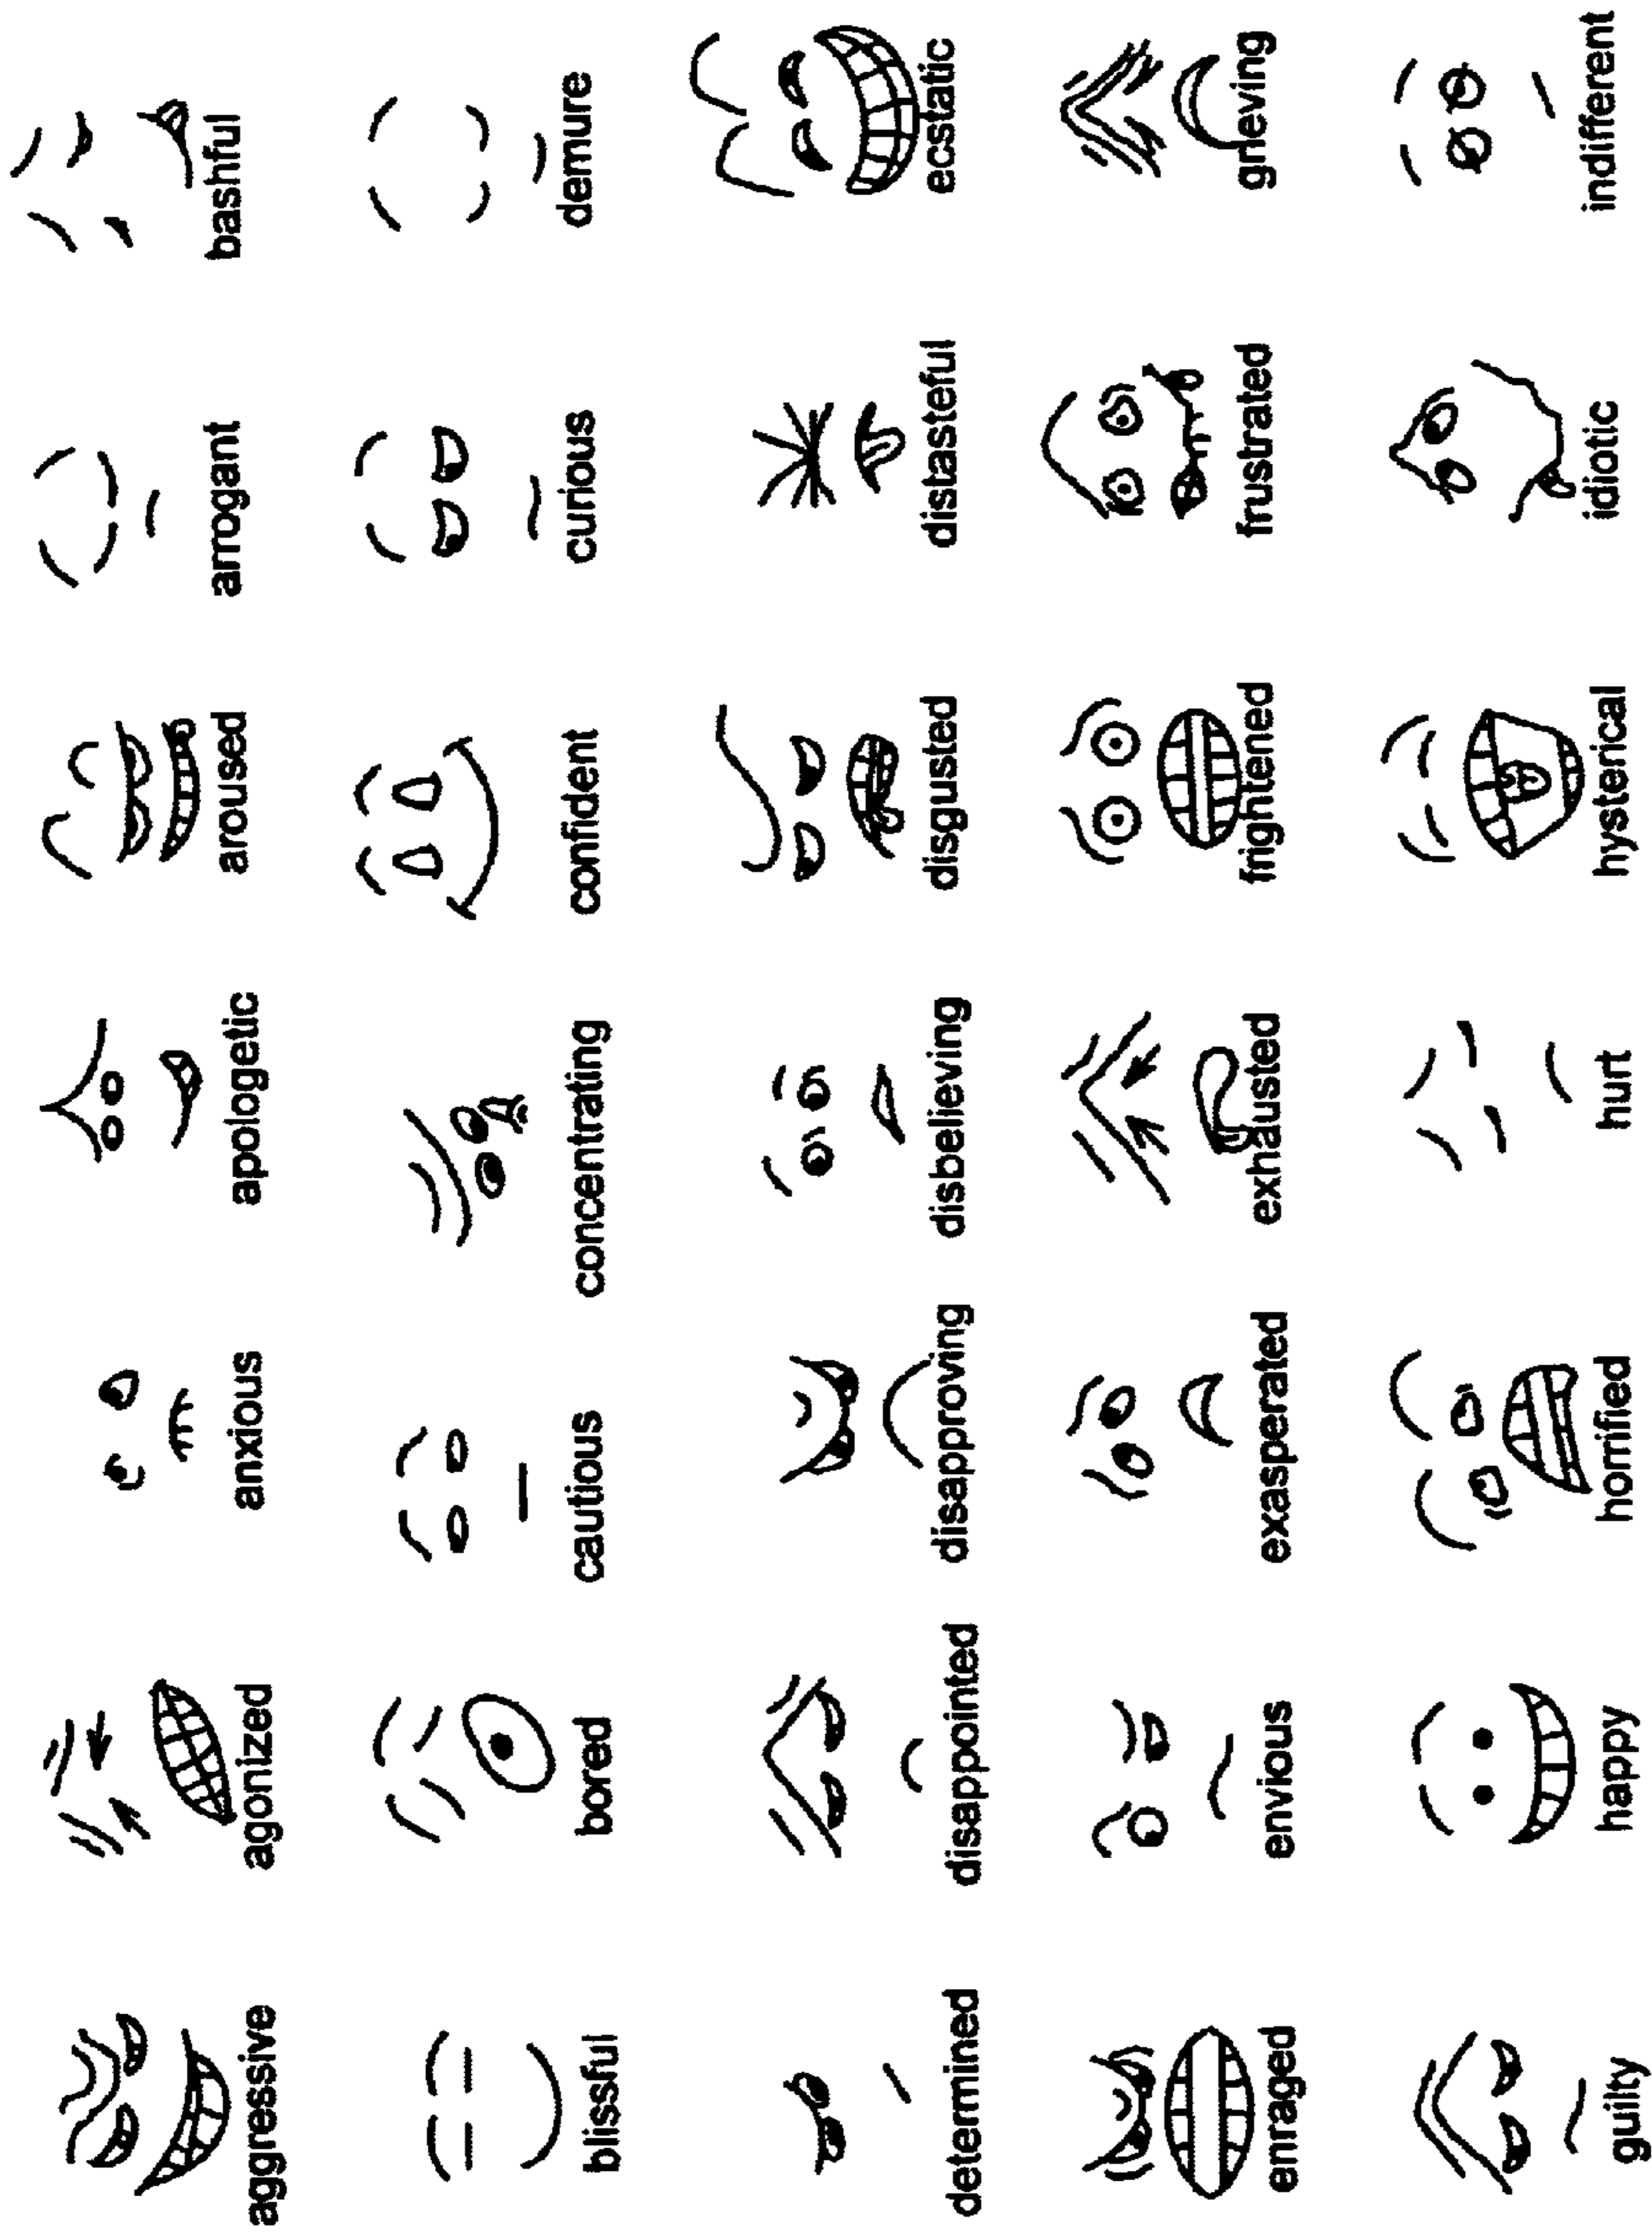 aggressive agonized anxious apologetic aroused arrogant bashful
blissful bored cautious concentrating confident curious demure
determined disappointed disapproving disbelieving disgusted distasteful ecstatic
enraged envious exasperated exhausted frightened frustrated grieving
guilty happy horrified hurt hysterical idiotic indifferent